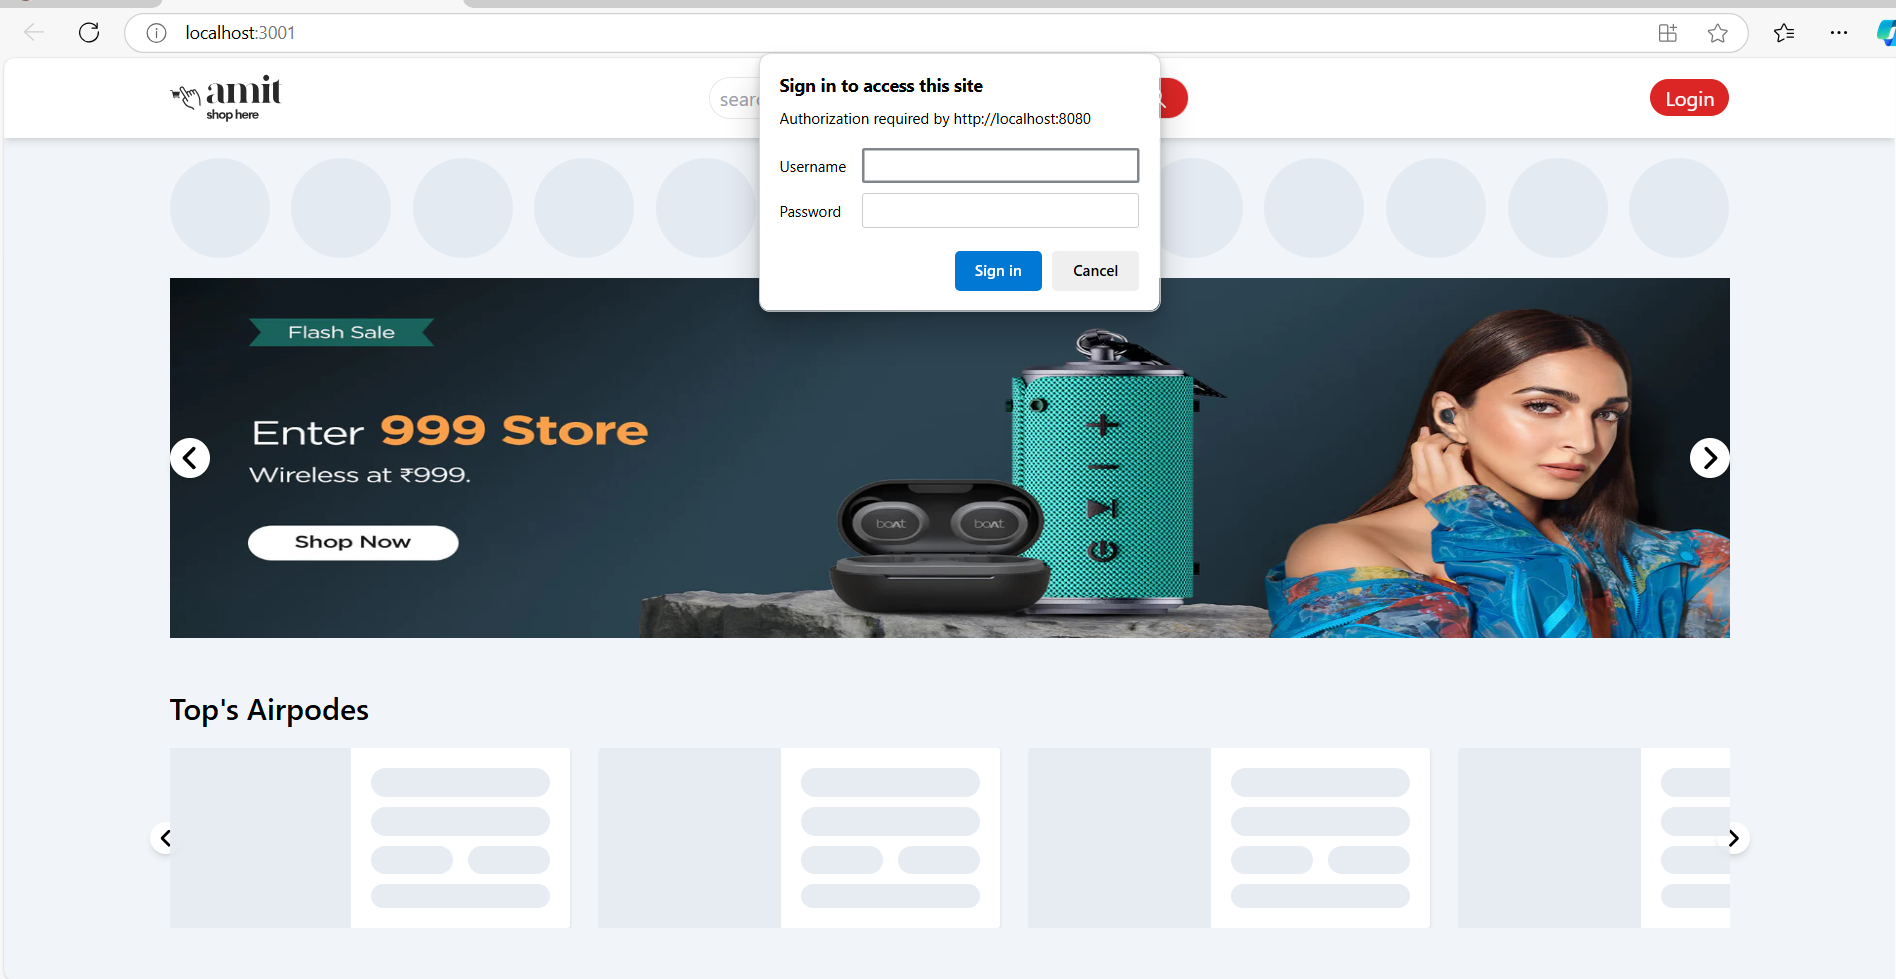 localhost:3001
Sign in to access this site
Authorization required by http://localhost:8080
Username
Password
Sign in
Cancel
amit
shop here
sear
Login
Flash Sale
Enter 999 Store
Wireless at ₹999.
Shop Now
boAt
boAt
Top's Airpodes